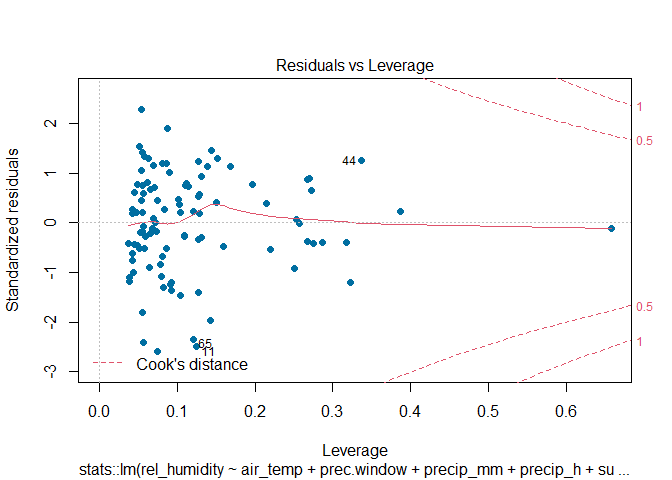 Residuals vs Leverage
Standardized residuals
2
1
0
-1
-2
-3
1
0.5
0.5
1
44
65
11
Cook's distance
0.0 0.1 0.2 0.3 0.4 0.5 0.6
Leverage
stats::lm(rel_humidity ~ air_temp + prec.window + precip_mm + precip_h + su ...